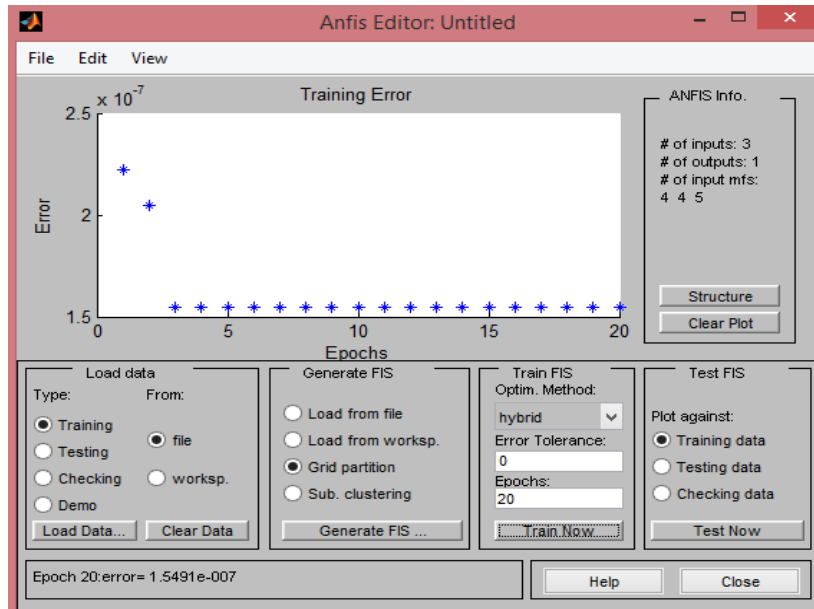 Anfis Editor: Untitled
File Edit View
x 10⁻⁷
Training Error
2.5
2
1.5
Error
0 5 10 15 20
Epochs
ANFIS Info.
# of inputs: 3
# of outputs: 1
# of input mfs:
4 4 5
Structure
Clear Plot
Load data
Type: From:
Training
Testing
Checking
Demo
file
worksp.
Load Data... Clear Data
Generate FIS
Load from file
Load from worksp.
Grid partition
Sub. clustering
Generate FIS ...
Train FIS
Optim. Method:
hybrid
Error Tolerance:
0
Epochs:
20
Train Now
Test FIS
Plot against:
Training data
Testing data
Checking data
Test Now
Epoch 20:error= 1.5491e-007
Help Close